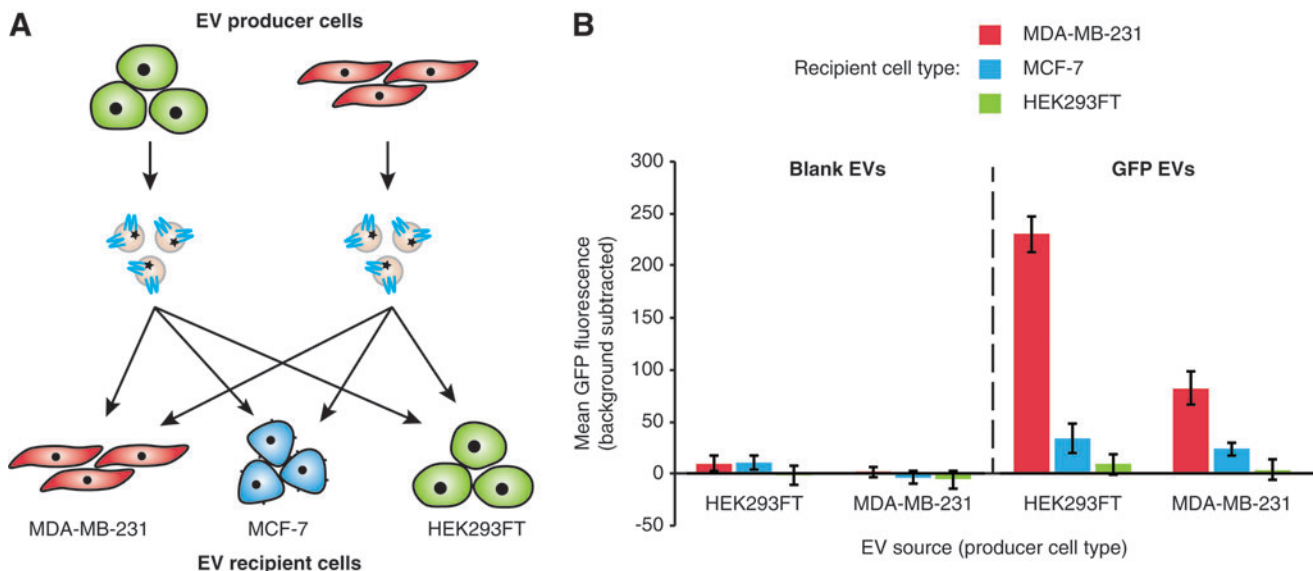 A
EV producer cells
MDA-MB-231
MCF-7
HEK293FT
EV recipient cells
B
Recipient cell type:
MDA-MB-231
MCF-7
HEK293FT
Mean GFP fluorescence
(background subtracted)
300
250
200
150
100
50
0
-50
Blank EVs
GFP EVs
HEK293FT
MDA-MB-231
HEK293FT
MDA-MB-231
EV source (producer cell type)